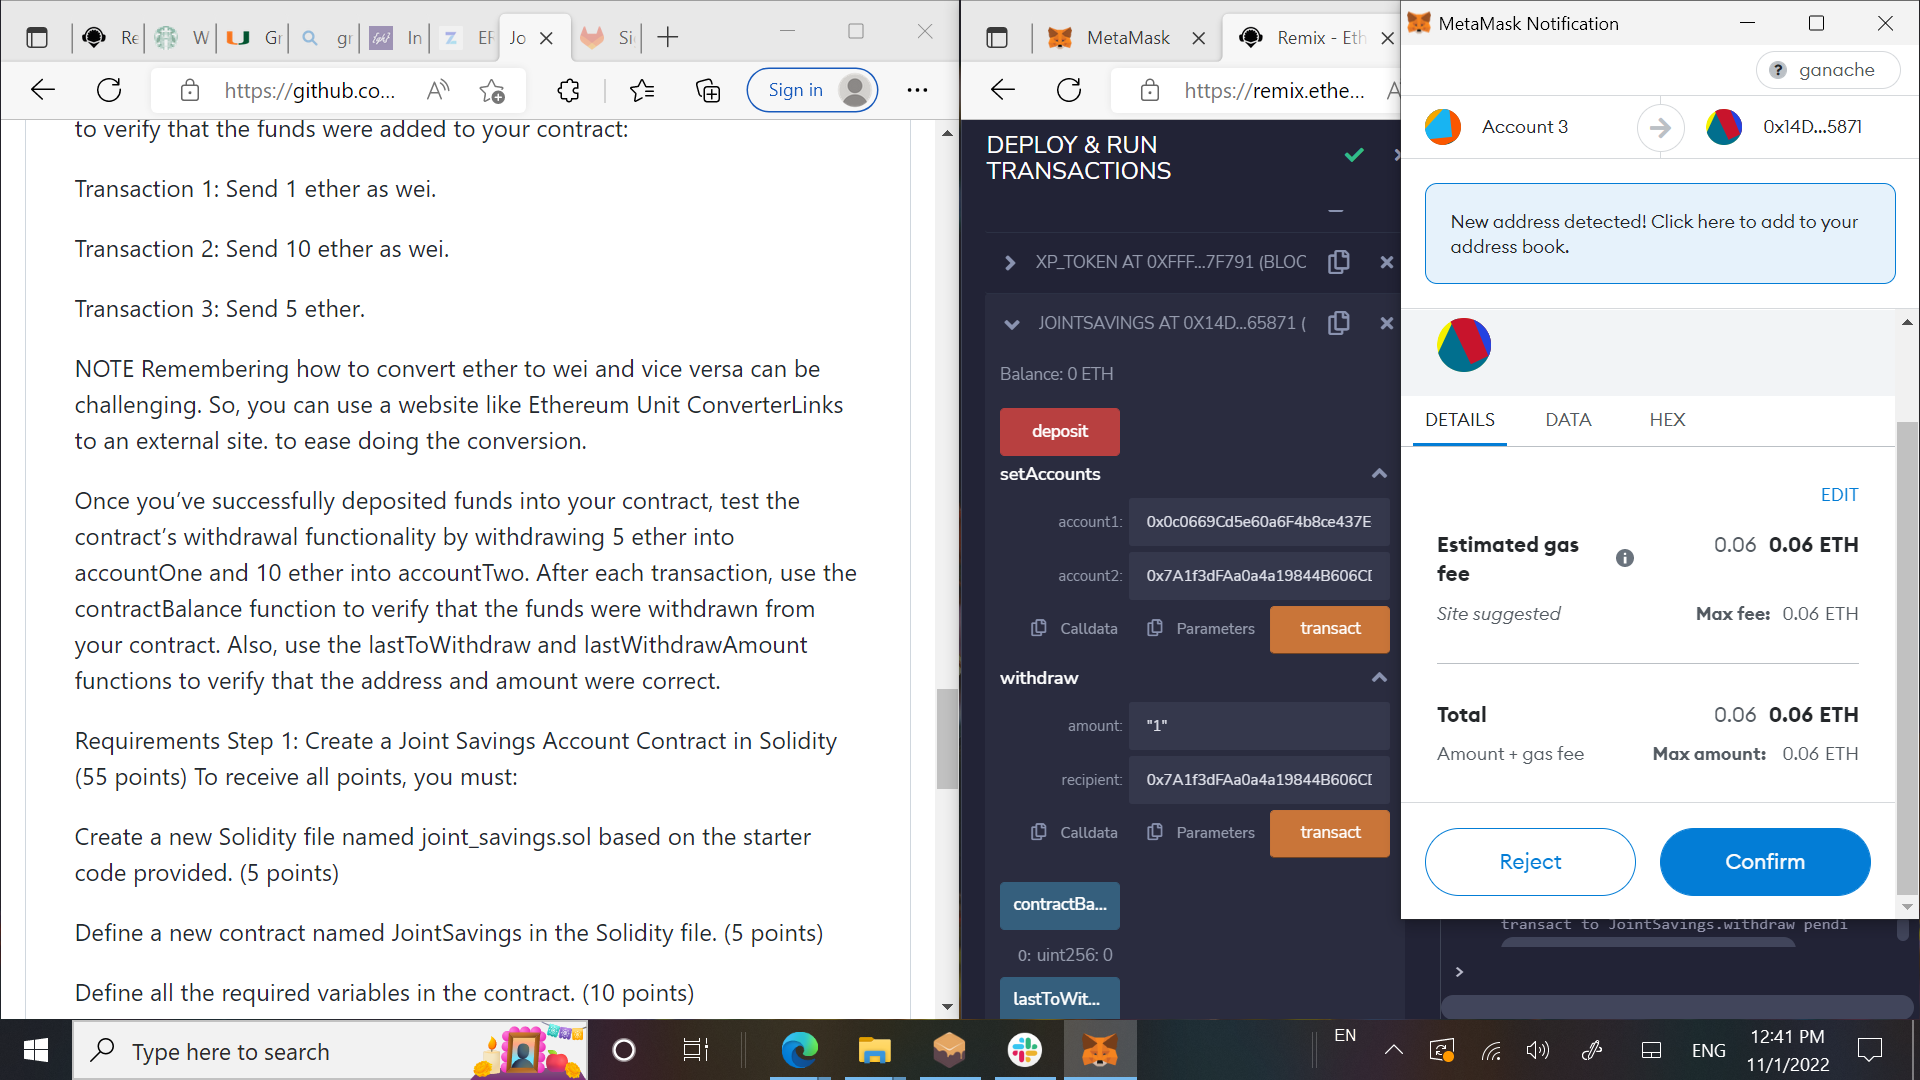 Re
W
Gr
gr
In
EF
Jo
Si
https://github.co...
Sign in
to verify that the funds were added to your contract:
Transaction 1: Send 1 ether as wei.
Transaction 2: Send 10 ether as wei.
Transaction 3: Send 5 ether.
NOTE Remembering how to convert ether to wei and vice versa can be
challenging. So, you can use a website like Ethereum Unit ConverterLinks
to an external site. to ease doing the conversion.
Once you’ve successfully deposited funds into your contract, test the
contract’s withdrawal functionality by withdrawing 5 ether into
accountOne and 10 ether into accountTwo. After each transaction, use the
contractBalance function to verify that the funds were withdrawn from
your contract. Also, use the lastToWithdraw and lastWithdrawAmount
functions to verify that the address and amount were correct.
Requirements Step 1: Create a Joint Savings Account Contract in Solidity
(55 points) To receive all points, you must:
Create a new Solidity file named joint_savings.sol based on the starter
code provided. (5 points)
Define a new contract named JointSavings in the Solidity file. (5 points)
Define all the required variables in the contract. (10 points)
MetaMask
Remix - Eth
https://remix.ethe...
DEPLOY & RUN
TRANSACTIONS
XP_TOKEN AT 0XFFF...7F791 (BLOC
JOINTSAVINGS AT 0X14D...65871 (
Balance: 0 ETH
deposit
setAccounts
account1: 0x0c0669Cd5e60a6F4b8ce437E
account2: 0x7A1f3dFAa0a4a19844B606CD
Calldata Parameters transact
withdraw
amount: "1"
recipient: 0x7A1f3dFAa0a4a19844B606CD
Calldata Parameters transact
contractBa...
0: uint256: 0
lastToWit...
MetaMask Notification
ganache
Account 3
0x14D...5871
New address detected! Click here to add to your
address book.
DETAILS DATA HEX
EDIT
Estimated gas
fee
0.06 0.06 ETH
Site suggested
Max fee: 0.06 ETH
Total
0.06 0.06 ETH
Amount + gas fee
Max amount: 0.06 ETH
Reject
Confirm
transact to JointSavings.withdraw pendi
>
Type here to search
EN
ENG
12:41 PM
11/1/2022